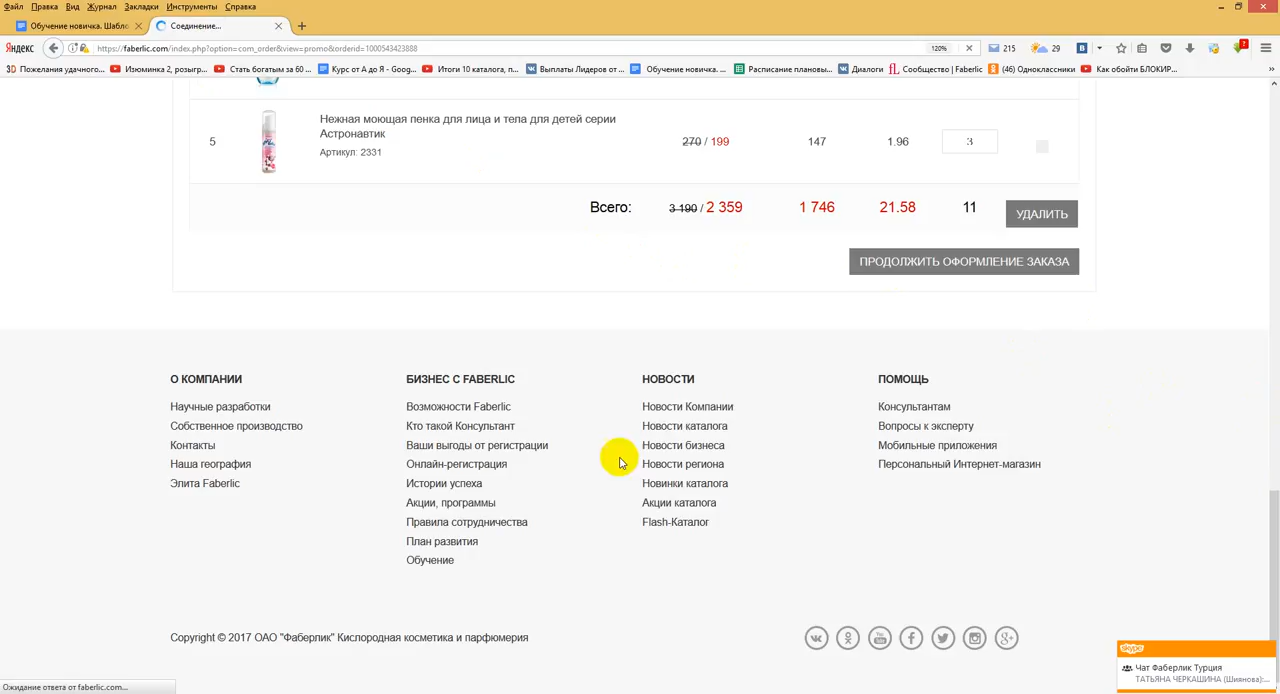 Файл Правка Вид Журнал Закладки Инструменты Справка
Обучение новичка. Шабло
Соединение...
Яндекс
https://faberlic.com/index.php?option=com_order&view=promo&orderid=1000543423888
120%
215
29
7
3D Пожелания удачного...
Изюминка 2, розыгр...
Стать богатым за 60 ...
Курс от А до Я - Goog...
Итоги 10 каталога, п...
Выплаты Лидеров от ...
Обучение новичка. ...
Расписание плановы...
Диалоги
Сообщество | Faberlic
(46) Одноклассники
Как обойти БЛОКИР...
5
Нежная моющая пенка для лица и тела для детей серии
Астронавтик
Артикул: 2331
270 / 199
147
1.96
3
Всего:
3 190 / 2 359
1 746
21.58
11
УДАЛИТЬ
ПРОДОЛЖИТЬ ОФОРМЛЕНИЕ ЗАКАЗА
О КОМПАНИИ
Научные разработки
Собственное производство
Контакты
Наша география
Элита Faberlic
БИЗНЕС С FABERLIC
Возможности Faberlic
Кто такой Консультант
Ваши выгоды от регистрации
Онлайн-регистрация
Истории успеха
Акции, программы
Правила сотрудничества
План развития
Обучение
НОВОСТИ
Новости Компании
Новости каталога
Новости бизнеса
Новости региона
Новинки каталога
Акции каталога
Flash-Каталог
ПОМОЩЬ
Консультантам
Вопросы к эксперту
Мобильные приложения
Персональный Интернет-магазин
Copyright © 2017 ОАО "Фаберлик" Кислородная косметика и парфюмерия
skype
Чат Фаберлик Турция
ТАТЬЯНА ЧЕРКАШИНА (Шиянова):...
Ожидание ответа от faberlic.com...